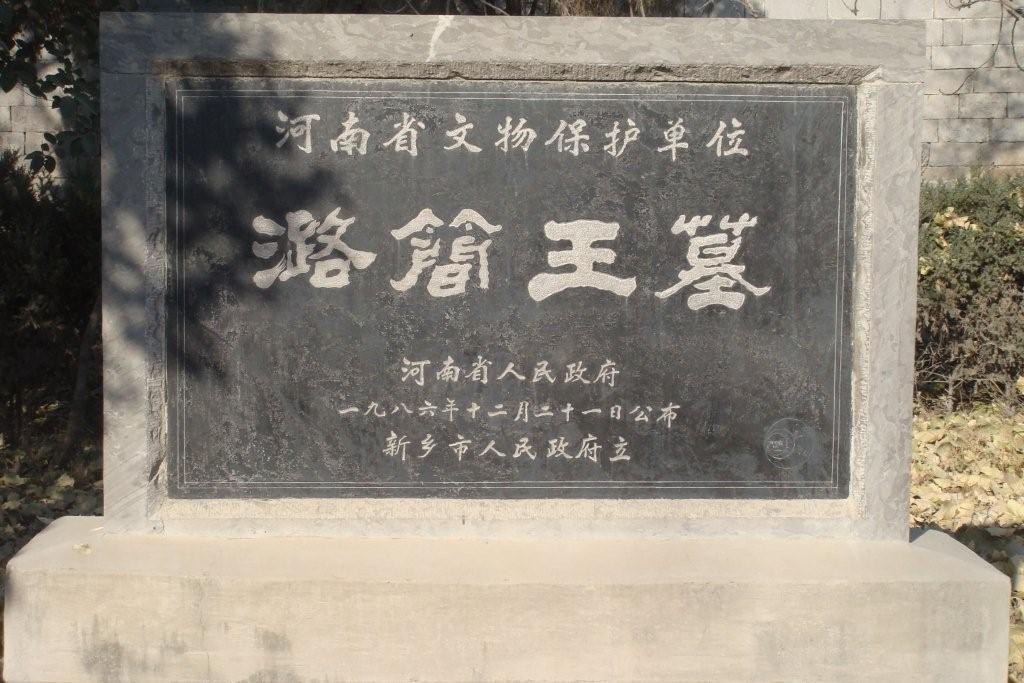 河南省文物保护单位
潞簡王墓
河南省人民政府
一九八六年十二月二十一日公布
新乡市人民政府立